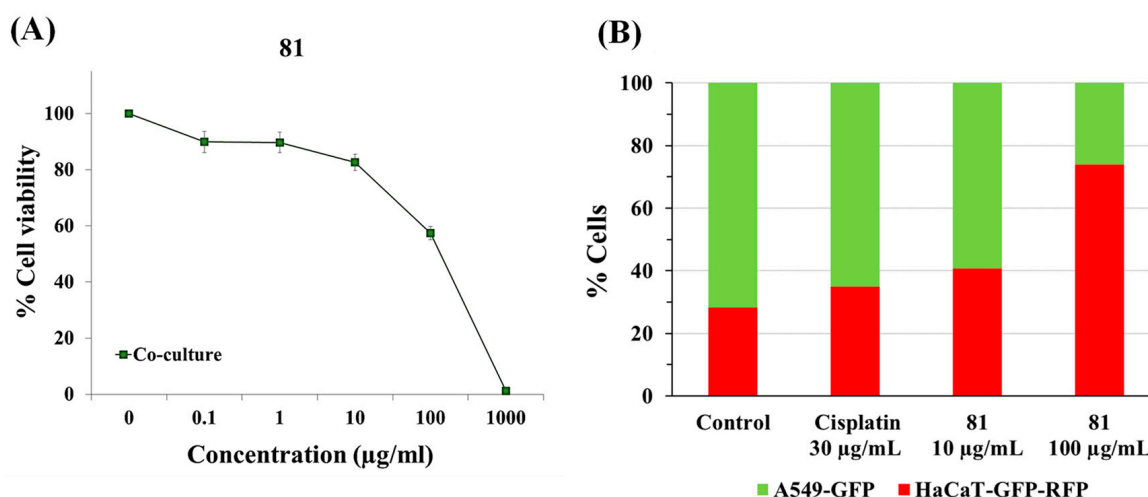 (A)
81
% Cell viability
100
80
60
40
20
0
Co-culture
0 0.1 1 10 100 1000
Concentration (µg/ml)
(B)
% Cells
100
80
60
40
20
0
Control Cisplatin 81 81
30 µg/mL 10 µg/mL 100 µg/mL
A549-GFP HaCaT-GFP-RFP